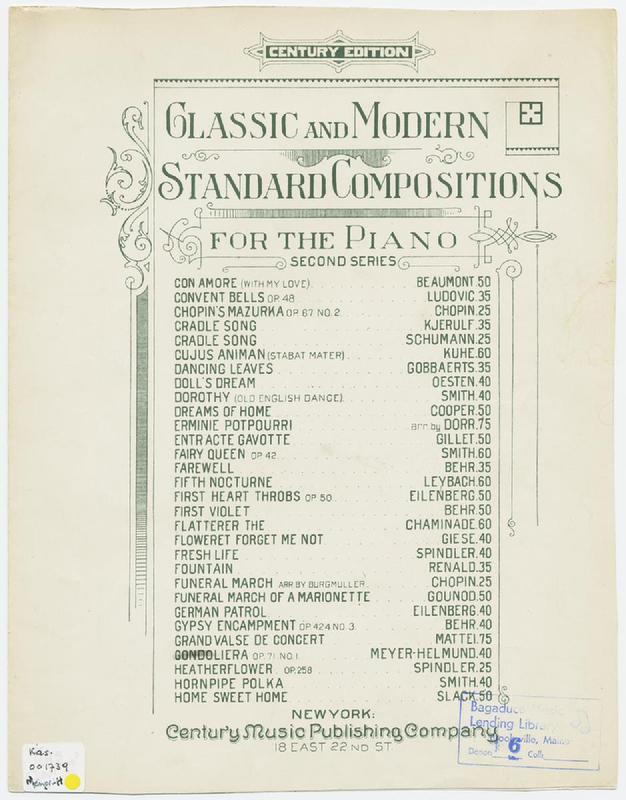 CENTURY EDITION
CLASSIC AND MODERN
STANDARD COMPOSITIONS
FOR THE PIANO
SECOND SERIES
CON AMORE (WITH MY LOVE) BEAUMONT.50
CONVENT BELLS OP. 48 LUDOVIC.35
CHOPIN'S MAZURKA OP. 67 NO. 2 CHOPIN.25
CRADLE SONG KJERULF.35
CRADLE SONG SCHUMANN.25
CUJUS ANIMAN (STABAT MATER) KUHE.60
DANCING LEAVES GOBBAERTS.35
DOLL'S DREAM OESTEN.40
DOROTHY (OLD ENGLISH DANCE) SMITH.40
DREAMS OF HOME COOPER.50
ERMINIE POTPOURRI arr by DORR.75
ENTRACTE GAVOTTE GILLET.50
FAIRY QUEEN OP. 42 SMITH.60
FAREWELL BEHR.35
FIFTH NOCTURNE LEYBACH.60
FIRST HEART THROBS OP. 50 EILENBERG.50
FIRST VIOLET BEHR.50
FLATTERER THE CHAMINADE.60
FLOWERET FORGET ME NOT GIESE.40
FRESH LIFE SPINDLER.40
FOUNTAIN RENALD.35
FUNERAL MARCH ARR BY BURGMULLER CHOPIN.25
FUNERAL MARCH OF A MARIONETTE GOUNOD.50
GERMAN PATROL EILENBERG.40
GYPSY ENCAMPMENT OP. 424 NO. 3 BEHR.40
GRAND VALSE DE CONCERT MATTEI.75
GONDOLIERA OP. 71 NO. 1 MEYER-HELMUND.40
HEATHERFLOWER OP. 258 SPINDLER.25
HORNPIPE POLKA SMITH.40
HOME SWEET HOME SLACK.50
NEW YORK:
Century Music Publishing Company
18 EAST 22ND ST.
Bagaduce Music
Lending Library
Brooksville, Maine
Donor 6 Coll.
Kas.
001739